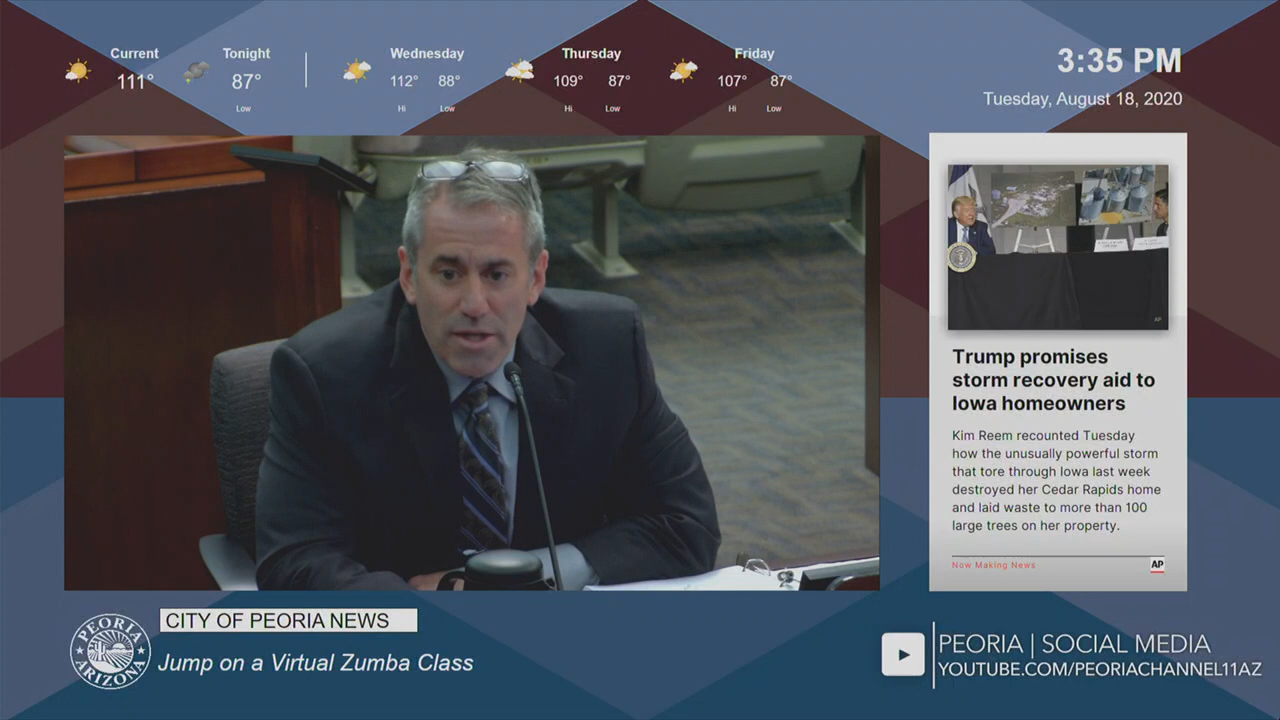 Current
Tonight
Wednesday
Thursday
Friday
111°
87°
112° 88°
109° 87°
107° 87°
Low
Hi Low
Hi Low
Hi Low
3:35 PM
Tuesday, August 18, 2020
AP
Trump promises
storm recovery aid to
Iowa homeowners
Kim Reem recounted Tuesday
how the unusually powerful storm
that tore through Iowa last week
destroyed her Cedar Rapids home
and laid waste to more than 100
large trees on her property.
Now Making News
AP
PEORIA
ARIZONA
CITY OF PEORIA NEWS
Jump on a Virtual Zumba Class
PEORIA | SOCIAL MEDIA
YOUTUBE.COM/PEORIACHANNEL11AZ